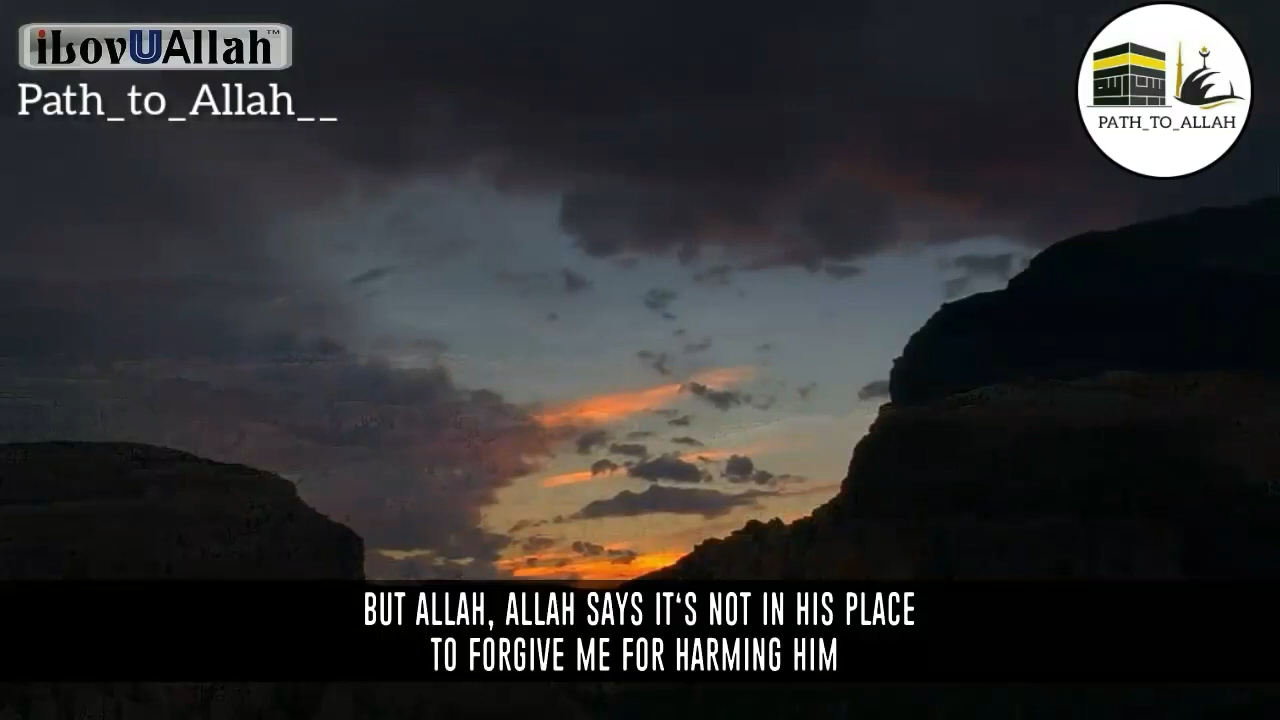 iLovUAllah™
Path_to_Allah__
PATH_TO_ALLAH
BUT ALLAH, ALLAH SAYS IT‘S NOT IN HIS PLACE
TO FORGIVE ME FOR HARMING HIM